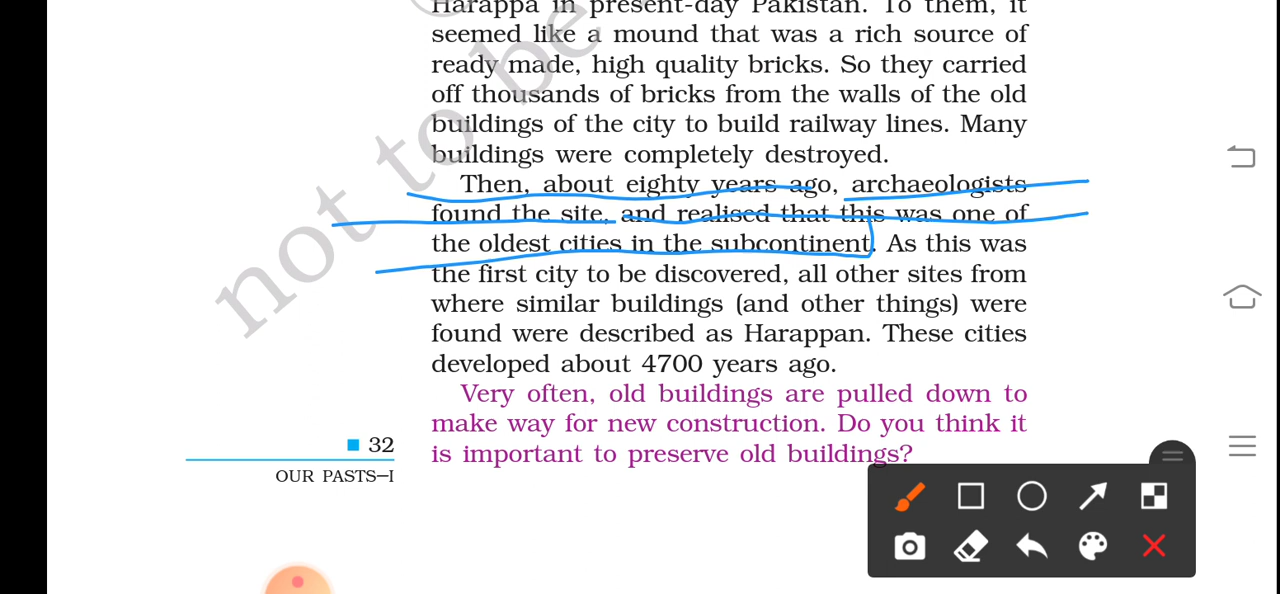 Harappa in present-day Pakistan. To them, it
seemed like a mound that was a rich source of
ready made, high quality bricks. So they carried
off thousands of bricks from the walls of the old
buildings of the city to build railway lines. Many
buildings were completely destroyed.
Then, about eighty years ago, archaeologists
found the site, and realised that this was one of
the oldest cities in the subcontinent. As this was
the first city to be discovered, all other sites from
where similar buildings (and other things) were
found were described as Harappan. These cities
developed about 4700 years ago.
Very often, old buildings are pulled down to
make way for new construction. Do you think it
is important to preserve old buildings?
32
OUR PASTS—I
not to be